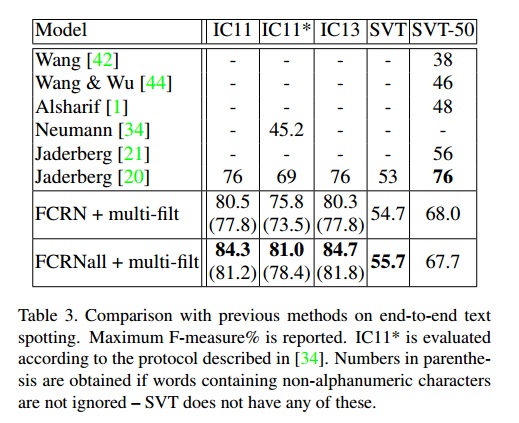 Model IC11 IC11* IC13 SVT SVT-50
Wang [42] - - - - 38
Wang & Wu [44] - - - - 46
Alsharif [1] - - - - 48
Neumann [34] - 45.2 - - -
Jaderberg [21] - - - - 56
Jaderberg [20] 76 69 76 53 76
FCRN + multi-filt 80.5 (77.8) 75.8 (73.5) 80.3 (77.8) 54.7 68.0
FCRNall + multi-filt 84.3 (81.2) 81.0 (78.4) 84.7 (81.8) 55.7 67.7
Table 3. Comparison with previous methods on end-to-end text
spotting. Maximum F-measure% is reported. IC11* is evaluated
according to the protocol described in [34]. Numbers in parenthe-
sis are obtained if words containing non-alphanumeric characters
are not ignored – SVT does not have any of these.